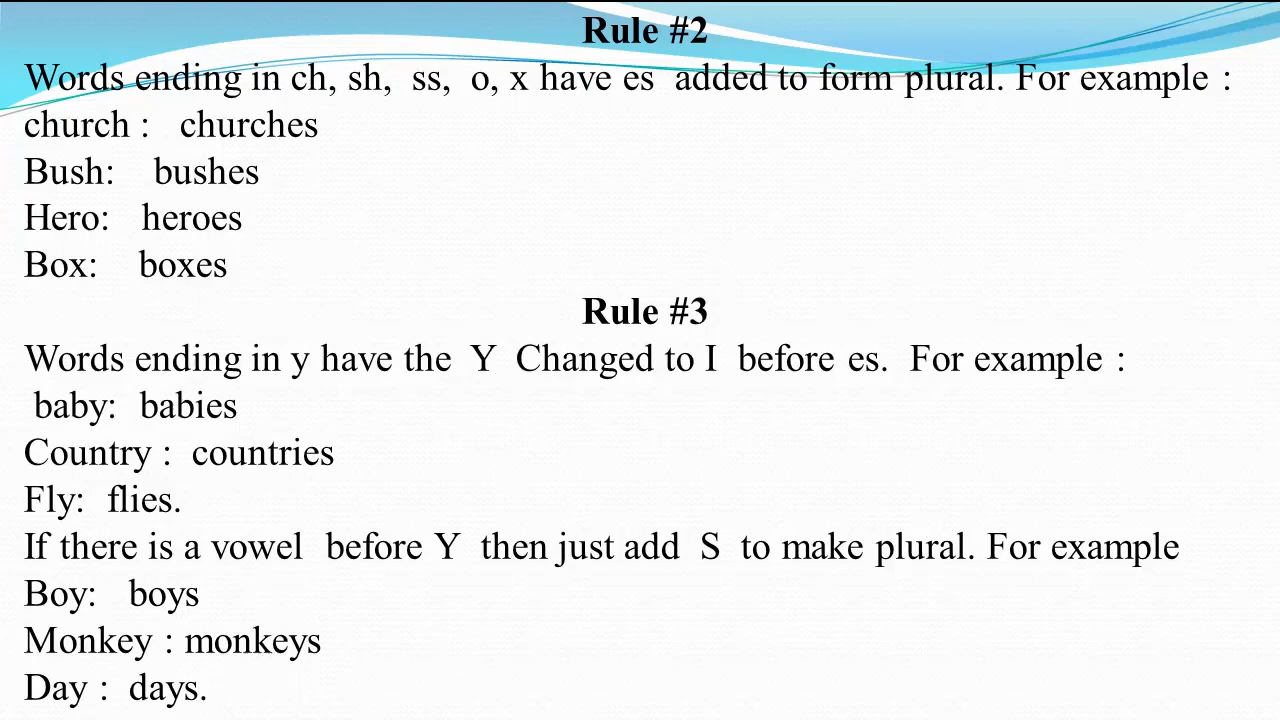 Rule #2
Words ending in ch, sh, ss, o, x have es added to form plural. For example :
church : churches
Bush: bushes
Hero: heroes
Box: boxes
Rule #3
Words ending in y have the Y Changed to I before es. For example :
baby: babies
Country : countries
Fly: flies.
If there is a vowel before Y then just add S to make plural. For example
Boy: boys
Monkey : monkeys
Day : days.